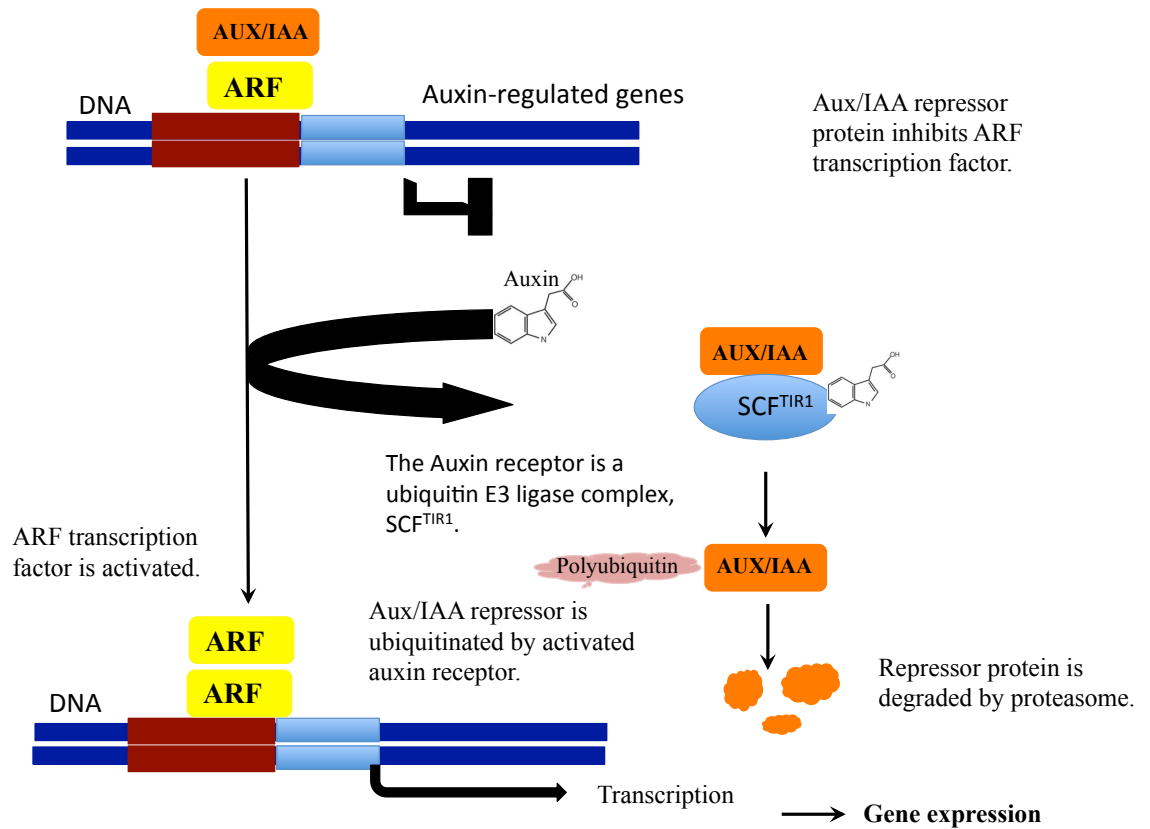 AUX/IAA
ARF
DNA
Auxin-regulated genes
Aux/IAA repressor
protein inhibits ARF
transcription factor.
Auxin
OH
O
N
AUX/IAA
SCFTIR1
OH
O
N
The Auxin receptor is a
ubiquitin E3 ligase complex,
SCFTIR1.
ARF transcription
factor is activated.
Polyubiquitin
AUX/IAA
Aux/IAA repressor is
ubiquitinated by activated
auxin receptor.
ARF
ARF
DNA
Repressor protein is
degraded by proteasome.
Transcription
Gene expression